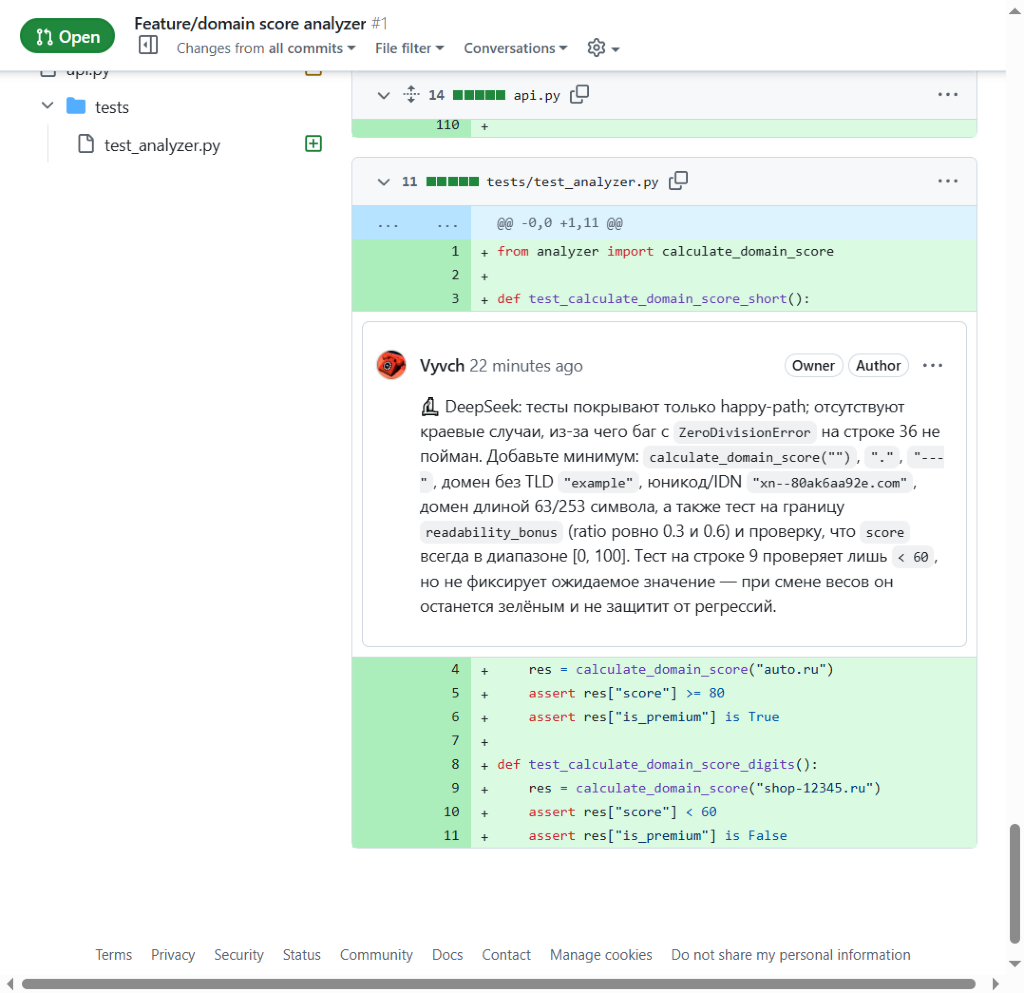 Open
Feature/domain score analyzer #1
Changes from all commits
File filter
Conversations
api.py
tests
test_analyzer.py
14 api.py
110 +
11 tests/test_analyzer.py
... ... @@ -0,0 +1,11 @@
1 + from analyzer import calculate_domain_score
2 +
3 + def test_calculate_domain_score_short():
Vyvch 22 minutes ago
Owner
Author
DeepSeek: тесты покрывают только happy-path; отсутствуют
краевые случаи, из-за чего баг с ZeroDivisionError на строке 36 не
пойман. Добавьте минимум: calculate_domain_score(""), ".", "---
", домен без TLD "example", юникод/IDN "xn--80ak6aa92e.com",
домен длиной 63/253 символа, а также тест на границу
readability_bonus (ratio ровно 0.3 и 0.6) и проверку, что score
всегда в диапазоне [0, 100]. Тест на строке 9 проверяет лишь < 60,
но не фиксирует ожидаемое значение — при смене весов он
останется зелёным и не защитит от регрессий.
4 + res = calculate_domain_score("auto.ru")
5 + assert res["score"] >= 80
6 + assert res["is_premium"] is True
7 +
8 + def test_calculate_domain_score_digits():
9 + res = calculate_domain_score("shop-12345.ru")
10 + assert res["score"] < 60
11 + assert res["is_premium"] is False
Terms Privacy Security Status Community Docs Contact Manage cookies Do not share my personal information